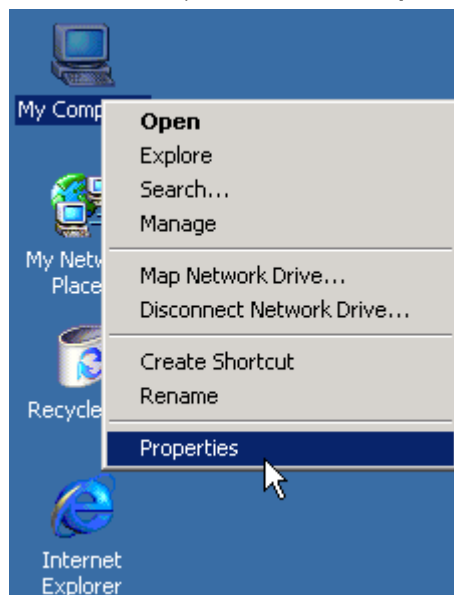 My Comp
Open
Explore
Search...
Manage
My Netw
Place
Map Network Drive...
Disconnect Network Drive...
Create Shortcut
Rename
Recycle
Properties
Internet
Explorer